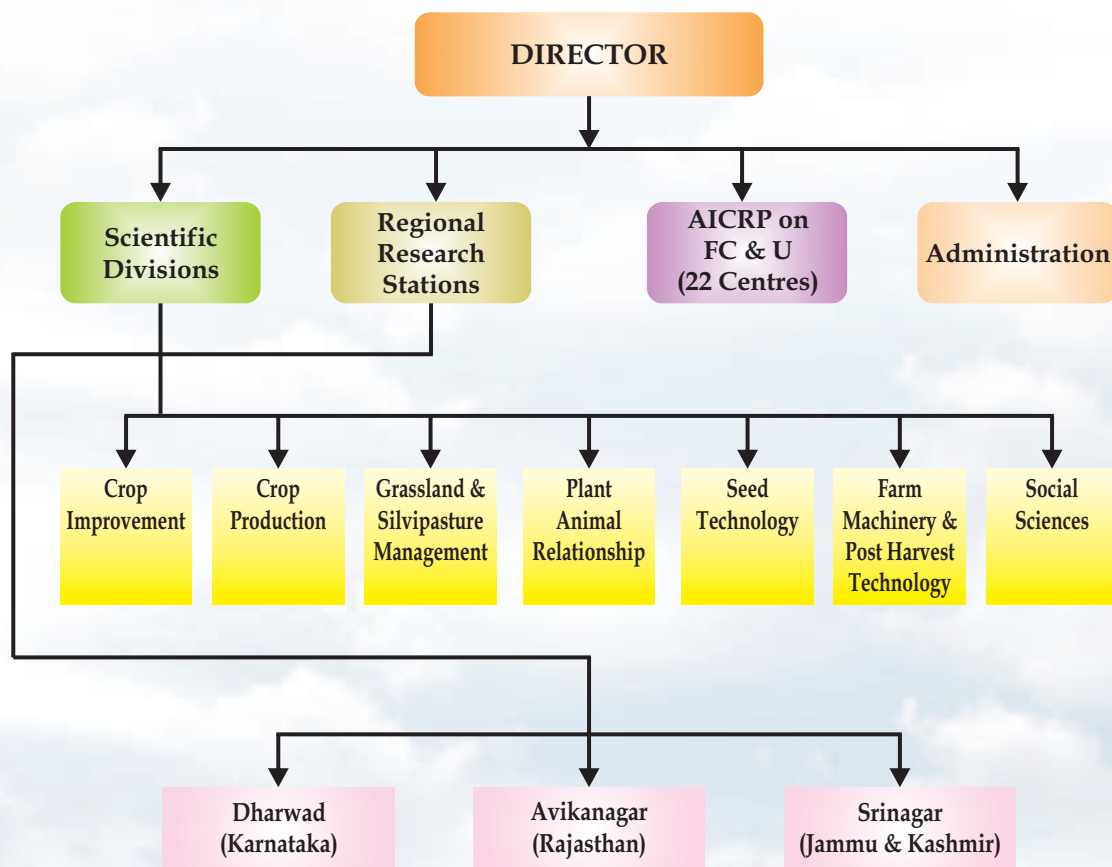 DIRECTOR
Scientific
Divisions
Regional
Research
Stations
AICRP on
FC & U
(22 Centres)
Administration
Crop
Improvement
Crop
Production
Grassland &
Silvipasture
Management
Plant
Animal
Relationship
Seed
Technology
Farm
Machinery &
Post Harvest
Technology
Social
Sciences
Dharwad
(Karnataka)
Avikanagar
(Rajasthan)
Srinagar
(Jammu & Kashmir)